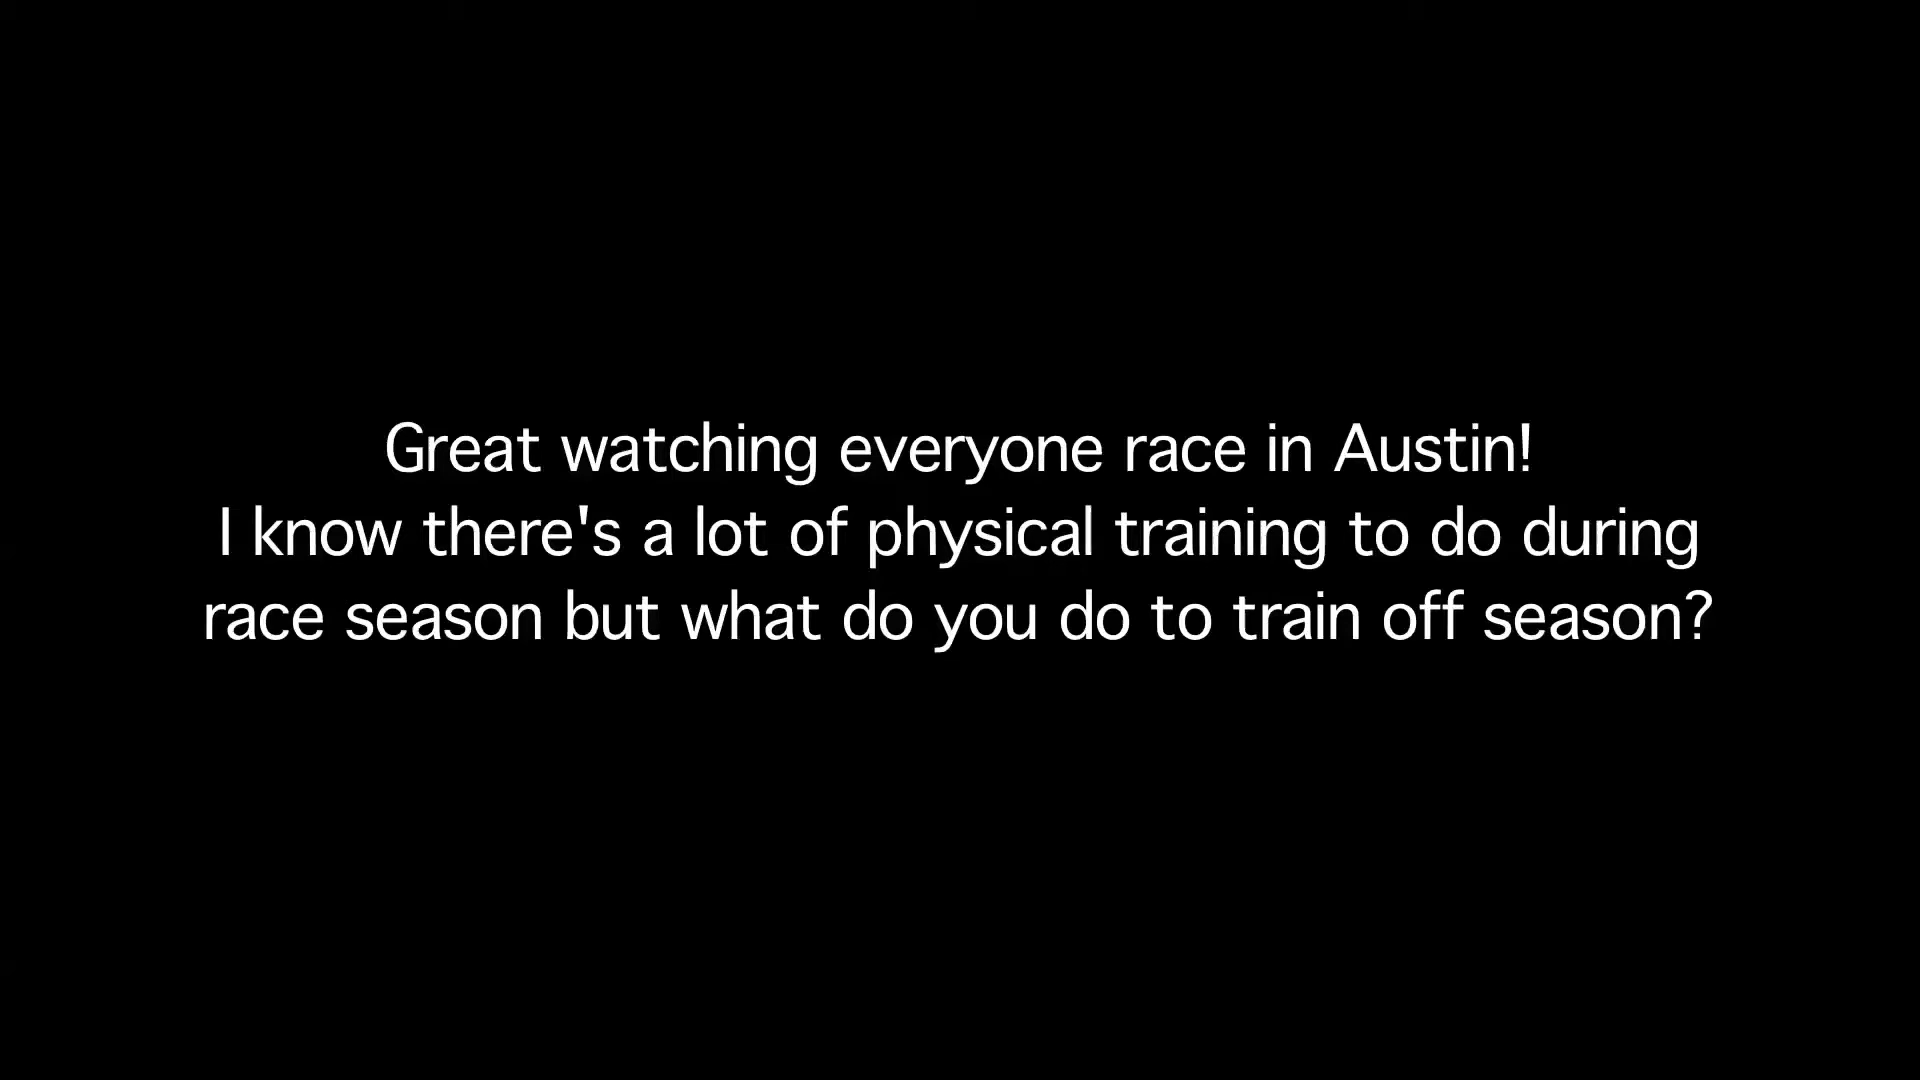 Great watching everyone race in Austin!
I know there's a lot of physical training to do during
race season but what do you do to train off season?